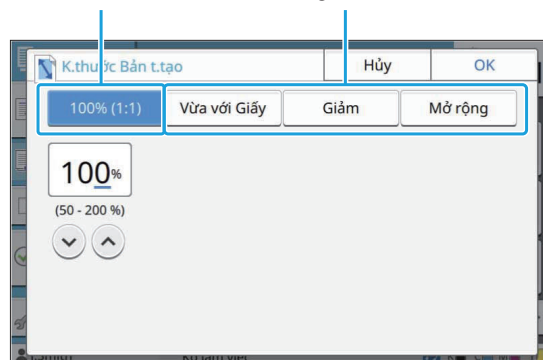 K.thước Bản t.tạo
Hủy
OK
100% (1:1)
Vừa với Giấy
Giảm
Mở rộng
100%
(50 - 200 %)